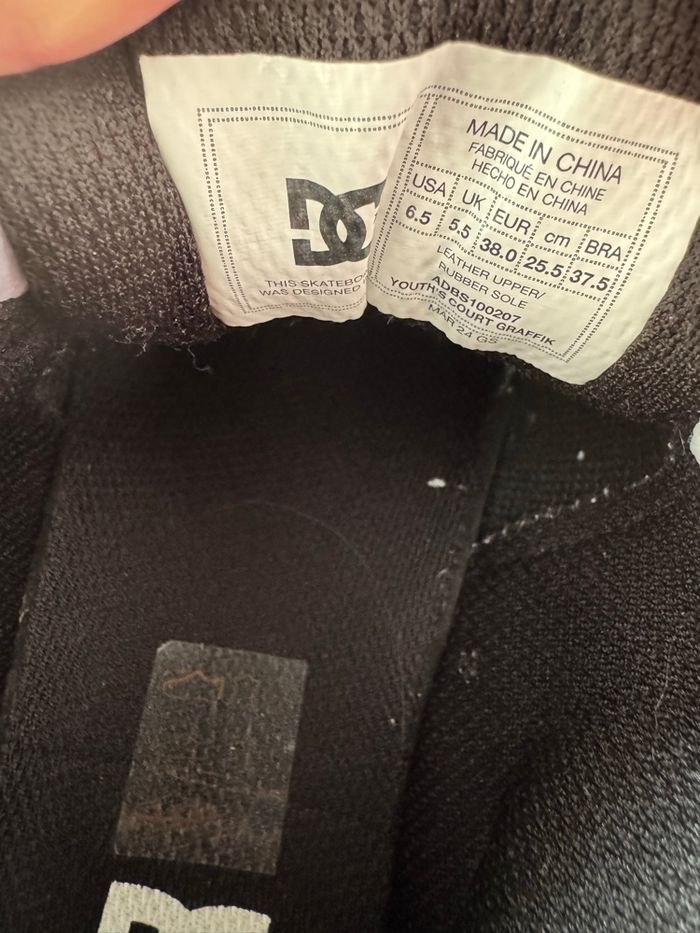 DC
THIS SKATEBO
WAS DESIGNED
MADE IN CHINA
FABRIQUÉ EN CHINE
HECHO EN CHINA
USA UK EUR cm BRA
6.5 5.5 38.0 25.5 37.5
LEATHER UPPER/
RUBBER SOLE
ADBS100207
YOUTH'S COURT GRAFFIK
MAR 24 GS